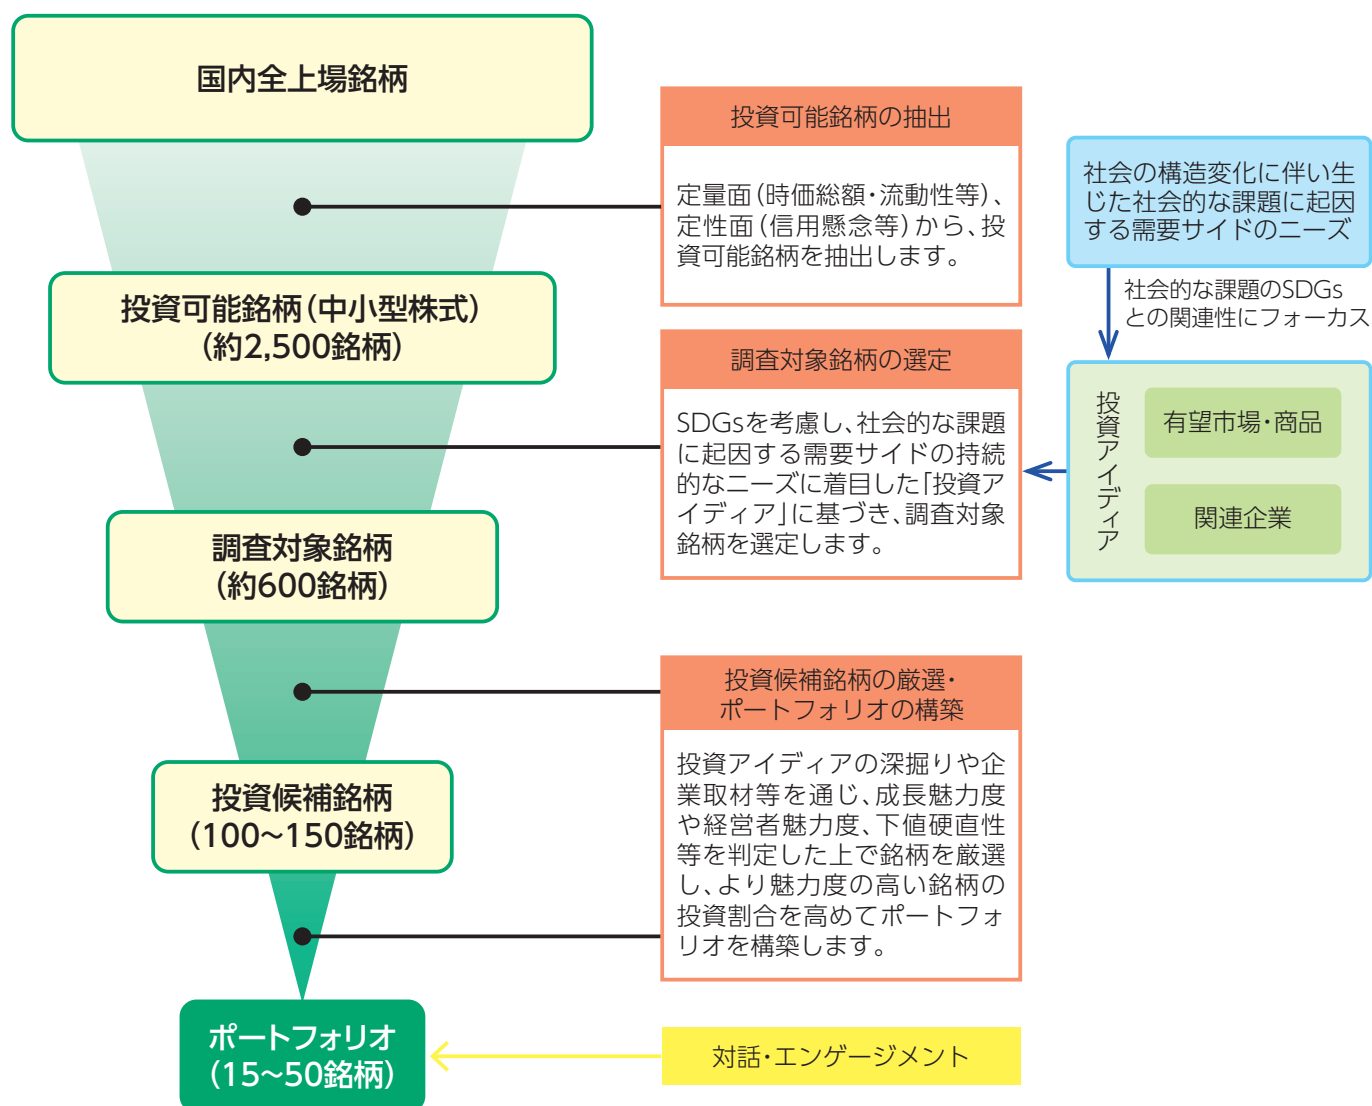 国内全上場銘柄
投資可能銘柄の抽出
定量面(時価総額・流動性等)、
定性面(信用懸念等)から、投
資可能銘柄を抽出します。
社会の構造変化に伴い生
じた社会的な課題に起因
する需要サイドのニーズ
社会的な課題のSDGs
との関連性にフォーカス
投資可能銘柄(中小型株式)
(約2,500銘柄)
調査対象銘柄の選定
SDGsを考慮し、社会的な課題
に起因する需要サイドの持続
的なニーズに着目した「投資ア
イディア」に基づき、調査対象
銘柄を選定します。
投資アイディア
有望市場・商品
関連企業
調査対象銘柄
(約600銘柄)
投資候補銘柄の厳選・
ポートフォリオの構築
投資アイディアの深掘りや企
業取材等を通じ、成長魅力度
や経営者魅力度、下値硬直性
等を判定した上で銘柄を厳選
し、より魅力度の高い銘柄の
投資割合を高めてポートフォ
リオを構築します。
投資候補銘柄
(100〜150銘柄)
ポートフォリオ
(15〜50銘柄)
対話・エンゲージメント